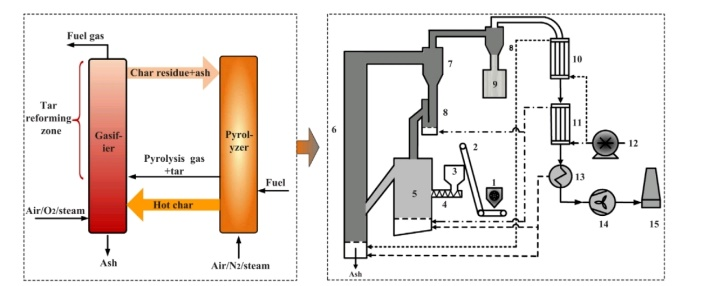 Fuel gas
Char residue+ash
Tar
reforming
zone
Gasif-
ier
Pyrol-
yzer
Pyrolysis gas
+tar
Fuel
Hot char
Air/O2/steam
Ash
Air/N2/steam
6
7
8
9
8
10
11
12
13
14
15
1
2
3
4
5
Ash